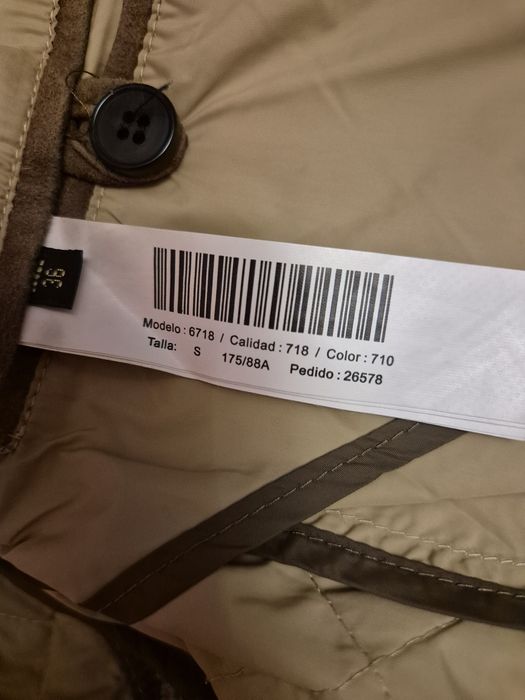 36
Modelo : 6718 / Calidad : 718 / Color : 710
Talla: S 175/88A Pedido : 26578